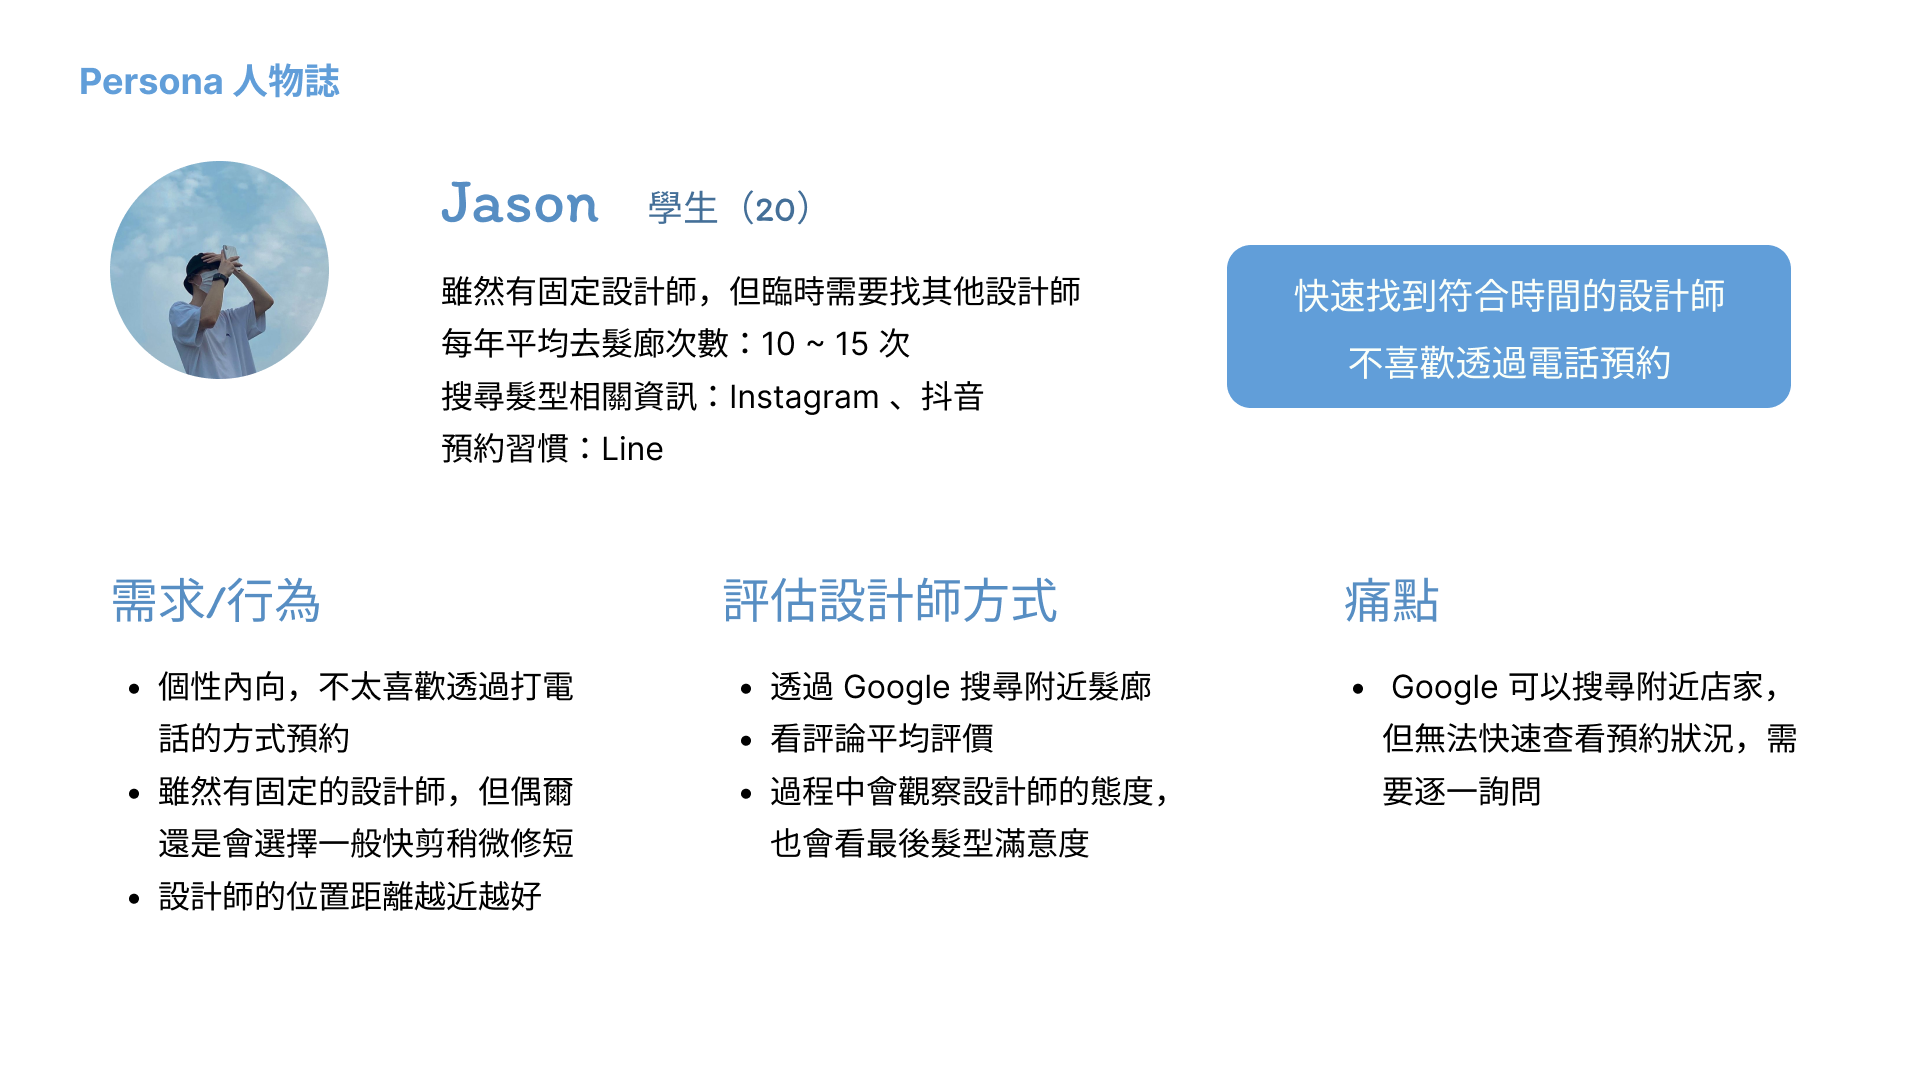 Persona 人物誌
Jason 學生（20）
雖然有固定設計師，但臨時需要找其他設計師
每年平均去髮廊次數：10 ~ 15 次
搜尋髮型相關資訊：Instagram 、抖音
預約習慣：Line
快速找到符合時間的設計師
不喜歡透過電話預約
需求/行為
• 個性內向，不太喜歡透過打電
話的方式預約
• 雖然有固定的設計師，但偶爾
還是會選擇一般快剪稍微修短
• 設計師的位置距離越近越好
評估設計師方式
• 透過 Google 搜尋附近髮廊
• 看評論平均評價
• 過程中會觀察設計師的態度，
也會看最後髮型滿意度
痛點
• Google 可以搜尋附近店家，
但無法快速查看預約狀況，需
要逐一詢問